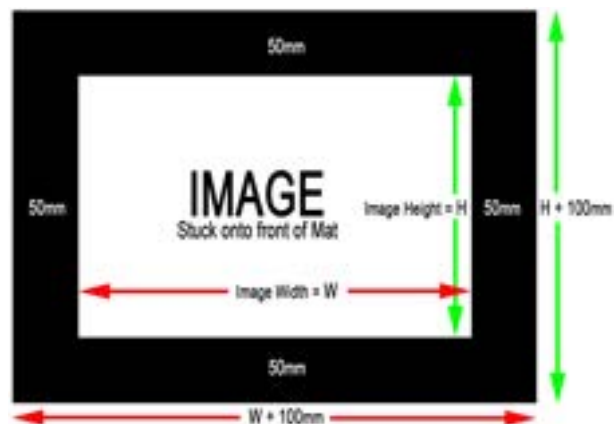 50mm
IMAGE
Stuck onto front of Mat
50mm
Image Height = H
50mm
H + 100mm
Image Width = W
50mm
W + 100mm